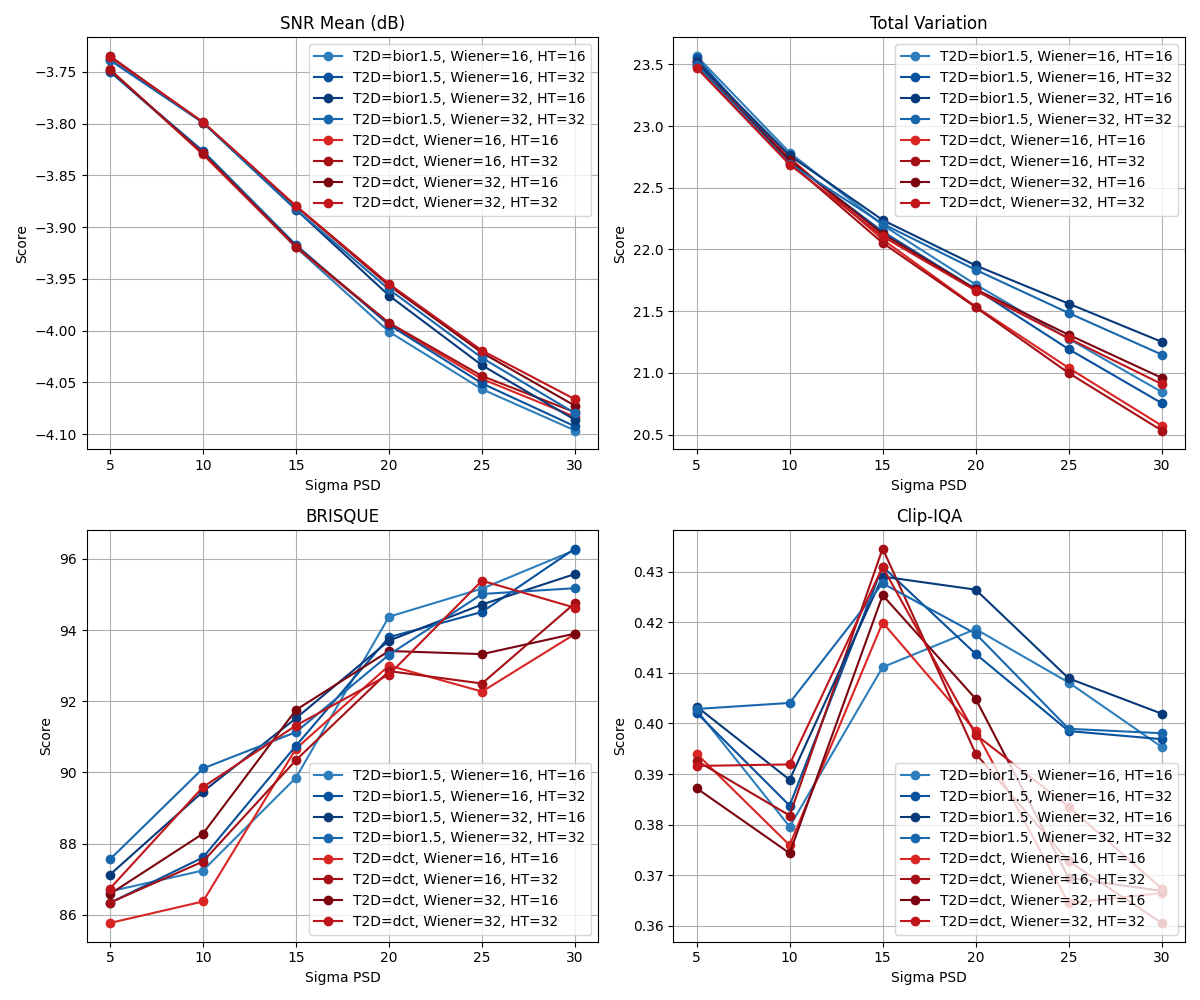 SNR Mean (dB)
−3.75
−3.80
−3.85
−3.90
−3.95
−4.00
−4.05
−4.10
Score
5 10 15 20 25 30
Sigma PSD
T2D=bior1.5, Wiener=16, HT=16
T2D=bior1.5, Wiener=16, HT=32
T2D=bior1.5, Wiener=32, HT=16
T2D=bior1.5, Wiener=32, HT=32
T2D=dct, Wiener=16, HT=16
T2D=dct, Wiener=16, HT=32
T2D=dct, Wiener=32, HT=16
T2D=dct, Wiener=32, HT=32
Total Variation
23.5
23.0
22.5
22.0
21.5
21.0
20.5
Score
5 10 15 20 25 30
Sigma PSD
T2D=bior1.5, Wiener=16, HT=16
T2D=bior1.5, Wiener=16, HT=32
T2D=bior1.5, Wiener=32, HT=16
T2D=bior1.5, Wiener=32, HT=32
T2D=dct, Wiener=16, HT=16
T2D=dct, Wiener=16, HT=32
T2D=dct, Wiener=32, HT=16
T2D=dct, Wiener=32, HT=32
BRISQUE
96
94
92
90
88
86
Score
5 10 15 20 25 30
Sigma PSD
T2D=bior1.5, Wiener=16, HT=16
T2D=bior1.5, Wiener=16, HT=32
T2D=bior1.5, Wiener=32, HT=16
T2D=bior1.5, Wiener=32, HT=32
T2D=dct, Wiener=16, HT=16
T2D=dct, Wiener=16, HT=32
T2D=dct, Wiener=32, HT=16
T2D=dct, Wiener=32, HT=32
Clip-IQA
0.43
0.42
0.41
0.40
0.39
0.38
0.37
0.36
Score
5 10 15 20 25 30
Sigma PSD
T2D=bior1.5, Wiener=16, HT=16
T2D=bior1.5, Wiener=16, HT=32
T2D=bior1.5, Wiener=32, HT=16
T2D=bior1.5, Wiener=32, HT=32
T2D=dct, Wiener=16, HT=16
T2D=dct, Wiener=16, HT=32
T2D=dct, Wiener=32, HT=16
T2D=dct, Wiener=32, HT=32